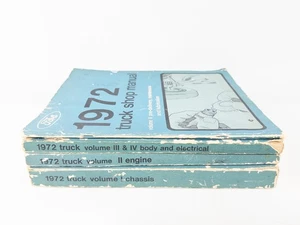 Ford
1972
truck shop manual
1972 truck volume III & IV body and electrical
1972 truck volume II engine
1972 truck volume I chassis